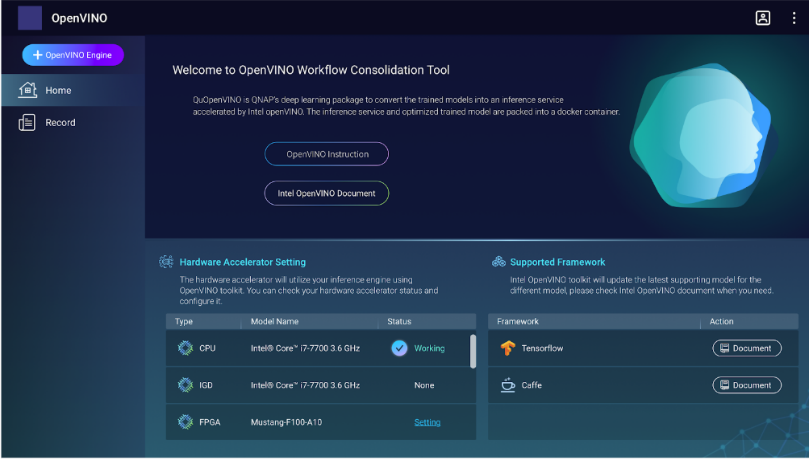 OpenVINO
+ OpenVINO Engine
Home
Record
Welcome to OpenVINO Workflow Consolidation Tool
QuOpenVINO is QNAP's deep learning package to convert the trained models into an inference service
accelerated by Intel openVINO. The inference service and optimized trained model are packed into a docker container.
OpenVINO Instruction
Intel OpenVINO Document
Hardware Accelerator Setting
The hardware accelerator will utilize your inference engine using
OpenVINO toolkit. You can check your hardware accelerator status and
configure it.
Type Model Name Status
CPU Intel® Core™ i7-7700 3.6 GHz Working
IGD Intel® Core™ i7-7700 3.6 GHz None
FPGA Mustang-F100-A10 Setting
Supported Framework
Intel OpenVINO toolkit will update the latest supporting model for the
different model, please check Intel OpenVINO document when you need.
Framework Action
Tensorflow Document
Caffe Document